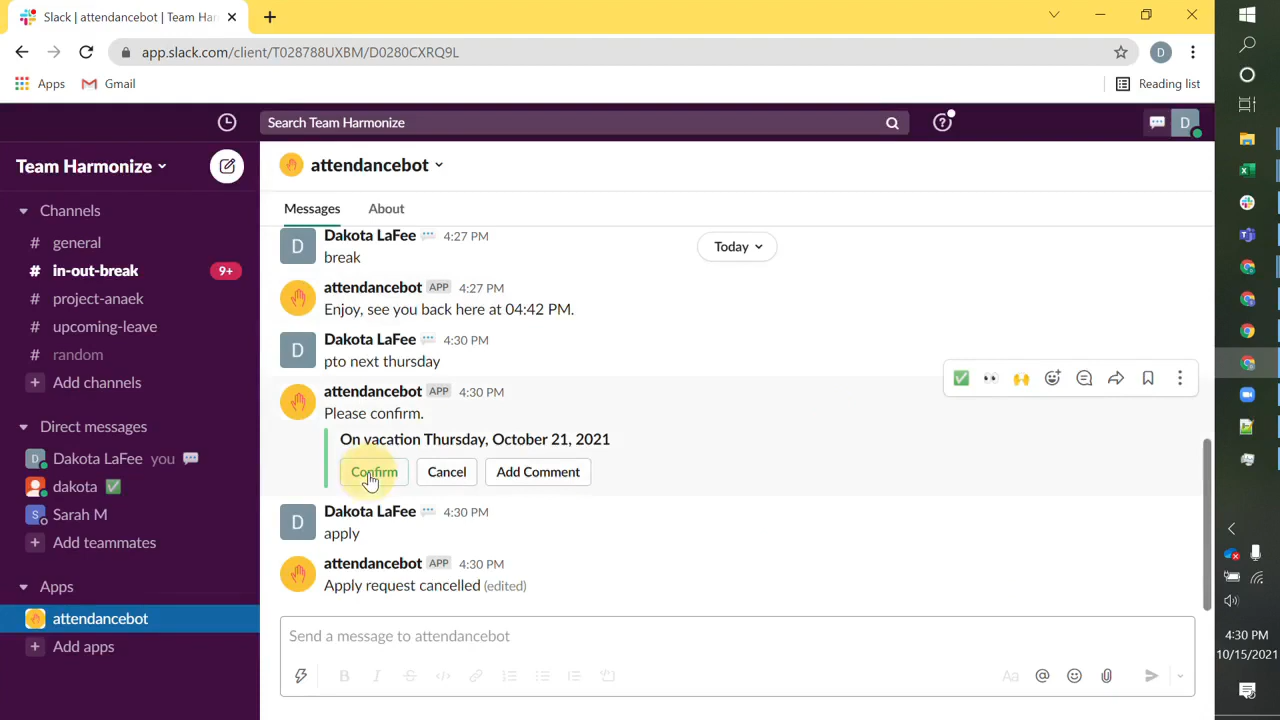 Slack | attendancebot | Team Har
app.slack.com/client/T028788UXBM/D0280CXRQ9L
D
Apps
Gmail
Reading list
Search Team Harmonize
D
Team Harmonize
attendancebot
Messages
About
Channels
# general
# in-out-break 9+
# project-anaek
# upcoming-leave
# random
+ Add channels
Direct messages
Dakota LaFee you
dakota
S Sarah M
+ Add teammates
Apps
attendancebot
+ Add apps
Today
D Dakota LaFee 4:27 PM
break
attendancebot APP 4:27 PM
Enjoy, see you back here at 04:42 PM.
D Dakota LaFee 4:30 PM
pto next thursday
attendancebot APP 4:30 PM
Please confirm.
On vacation Thursday, October 21, 2021
Confirm Cancel Add Comment
D Dakota LaFee 4:30 PM
apply
attendancebot APP 4:30 PM
Apply request cancelled (edited)
Send a message to attendancebot
B I S Aa @
4:30 PM
10/15/2021